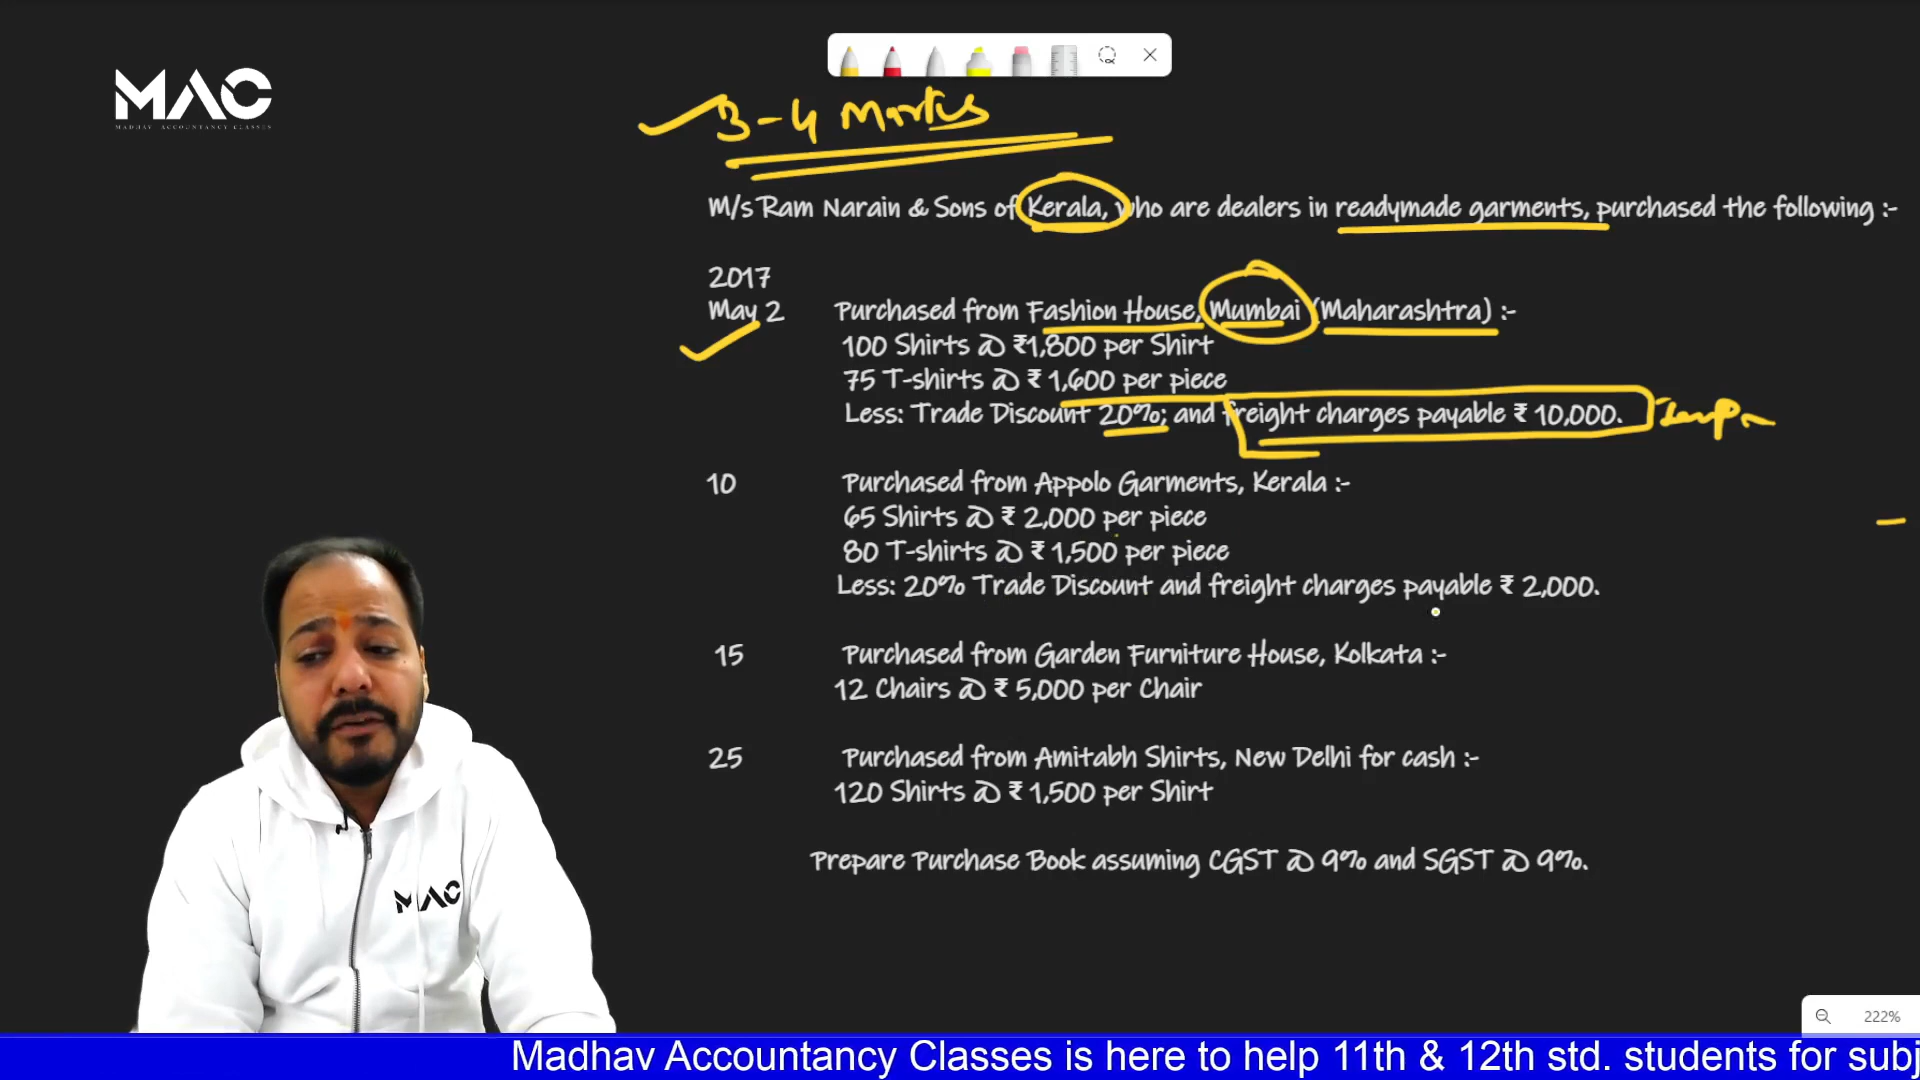 MAC
MADHAV ACCOUNTANCY CLASSES
3-4 Marks
M/s Ram Narain & Sons of Kerala, who are dealers in readymade garments, purchased the following :-
2017
May 2 Purchased from Fashion House, Mumbai (Maharashtra) :-
100 Shirts @ ₹1,800 per Shirt
75 T-shirts @ ₹ 1,600 per piece
Less: Trade Discount 20%; and freight charges payable ₹ 10,000.
10 Purchased from Appolo Garments, Kerala :-
65 Shirts @ ₹ 2,000 per piece
80 T-shirts @ ₹ 1,500 per piece
Less: 20% Trade Discount and freight charges payable ₹ 2,000.
15 Purchased from Garden Furniture House, Kolkata :-
12 Chairs @ ₹ 5,000 per Chair
25 Purchased from Amitabh Shirts, New Delhi for cash :-
120 Shirts @ ₹ 1,500 per Shirt
Prepare Purchase Book assuming CGST @ 9% and SGST @ 9%.
MAC
222%
Madhav Accountancy Classes is here to help 11th & 12th std. students for subj